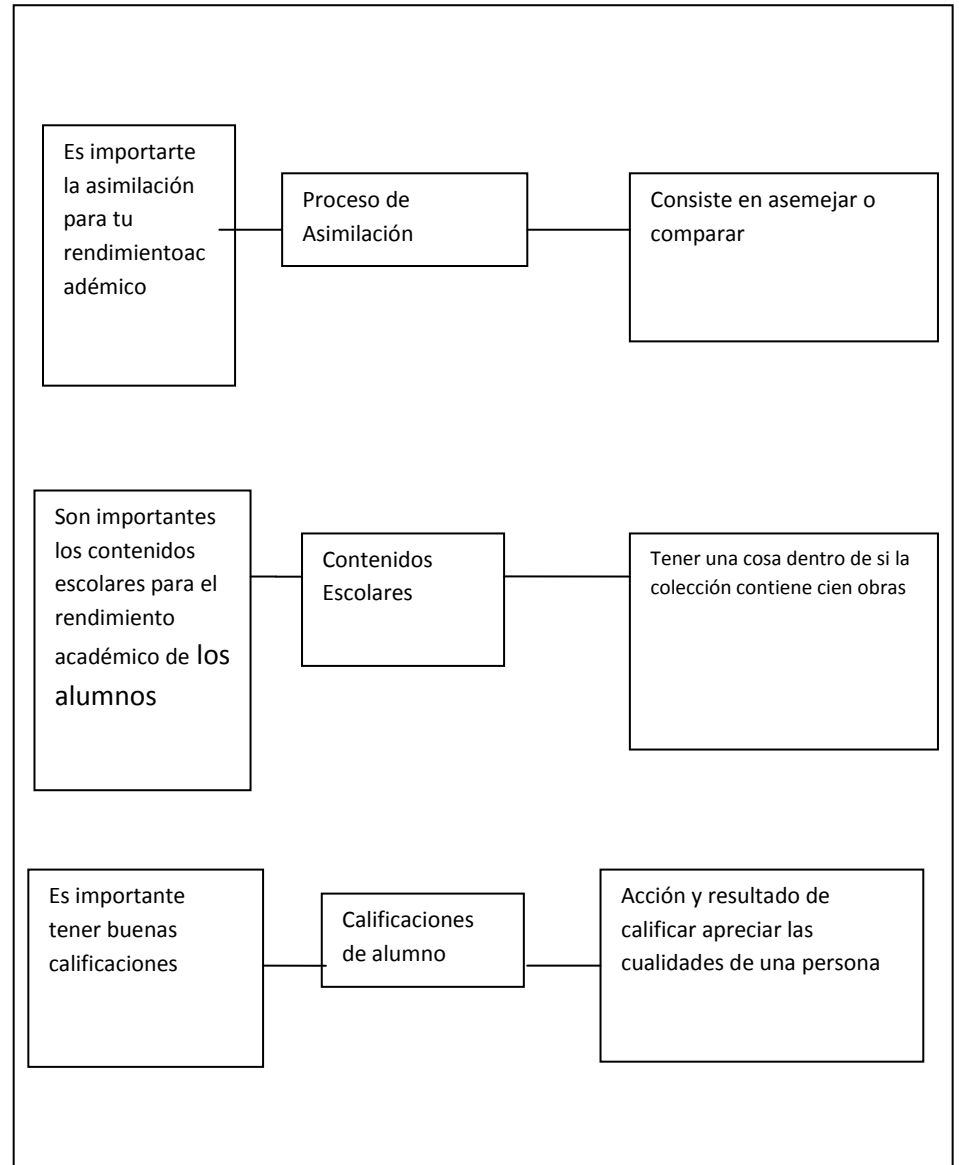 Es importarte
la asimilación
para tu
rendimientoac
adémico
Proceso de
Asimilación
Consiste en asemejar o
comparar
Son importantes
los contenidos
escolares para el
rendimiento
académico de los
alumnos
Contenidos
Escolares
Tener una cosa dentro de si la
colección contiene cien obras
Es importante
tener buenas
calificaciones
Calificaciones
de alumno
Acción y resultado de
calificar apreciar las
cualidades de una persona